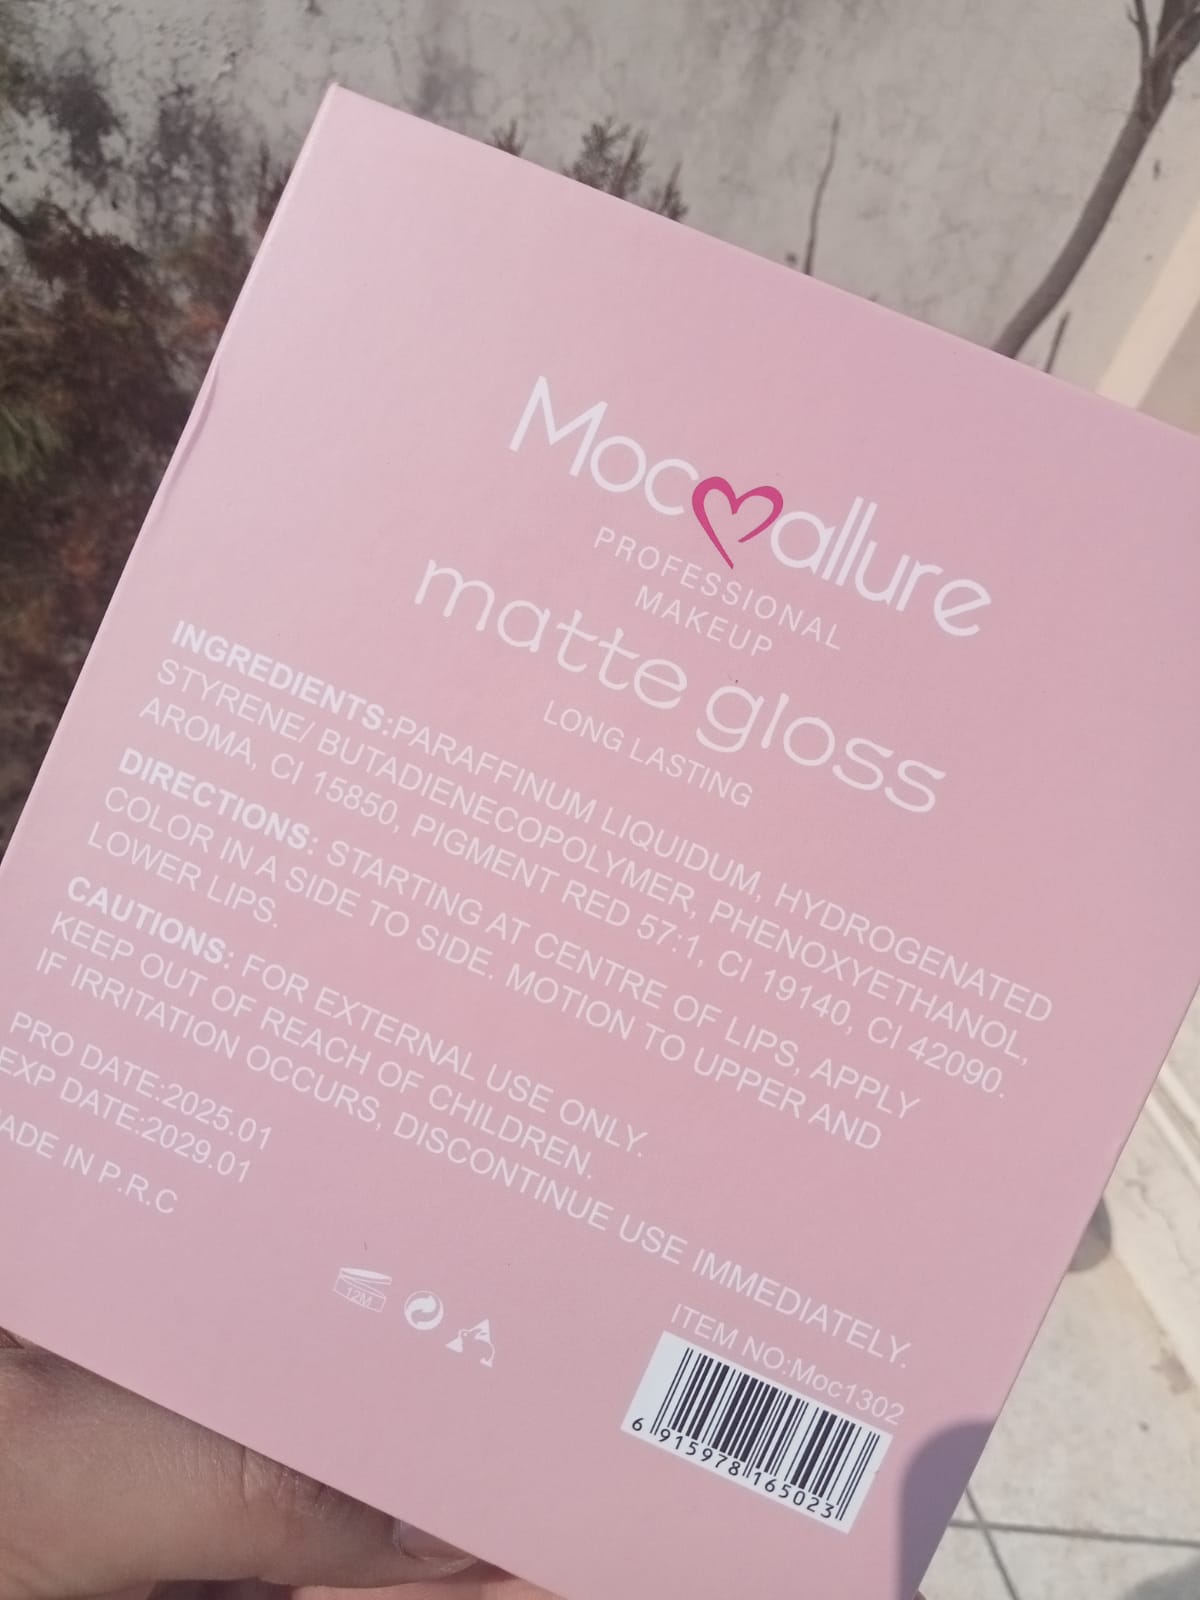 Moc allure
PROFESSIONAL
MAKEUP
matte gloss
LONG LASTING
INGREDIENTS:PARAFFINUM LIQUIDUM, HYDROGENATED
STYRENE/ BUTADIENECOPOLYMER, PHENOXYETHANOL,
AROMA, CI 15850, PIGMENT RED 57:1, CI 19140, CI 42090.
DIRECTIONS: STARTING AT CENTRE OF LIPS, APPLY
COLOR IN A SIDE TO SIDE. MOTION TO UPPER AND
LOWER LIPS.
CAUTIONS: FOR EXTERNAL USE ONLY.
KEEP OUT OF REACH OF CHILDREN.
IF IRRITATION OCCURS, DISCONTINUE USE IMMEDIATELY.
PRO DATE:2025.01
EXP DATE:2029.01
ADE IN P.R.C
12M
ITEM NO:Moc1302
6 915978 165023